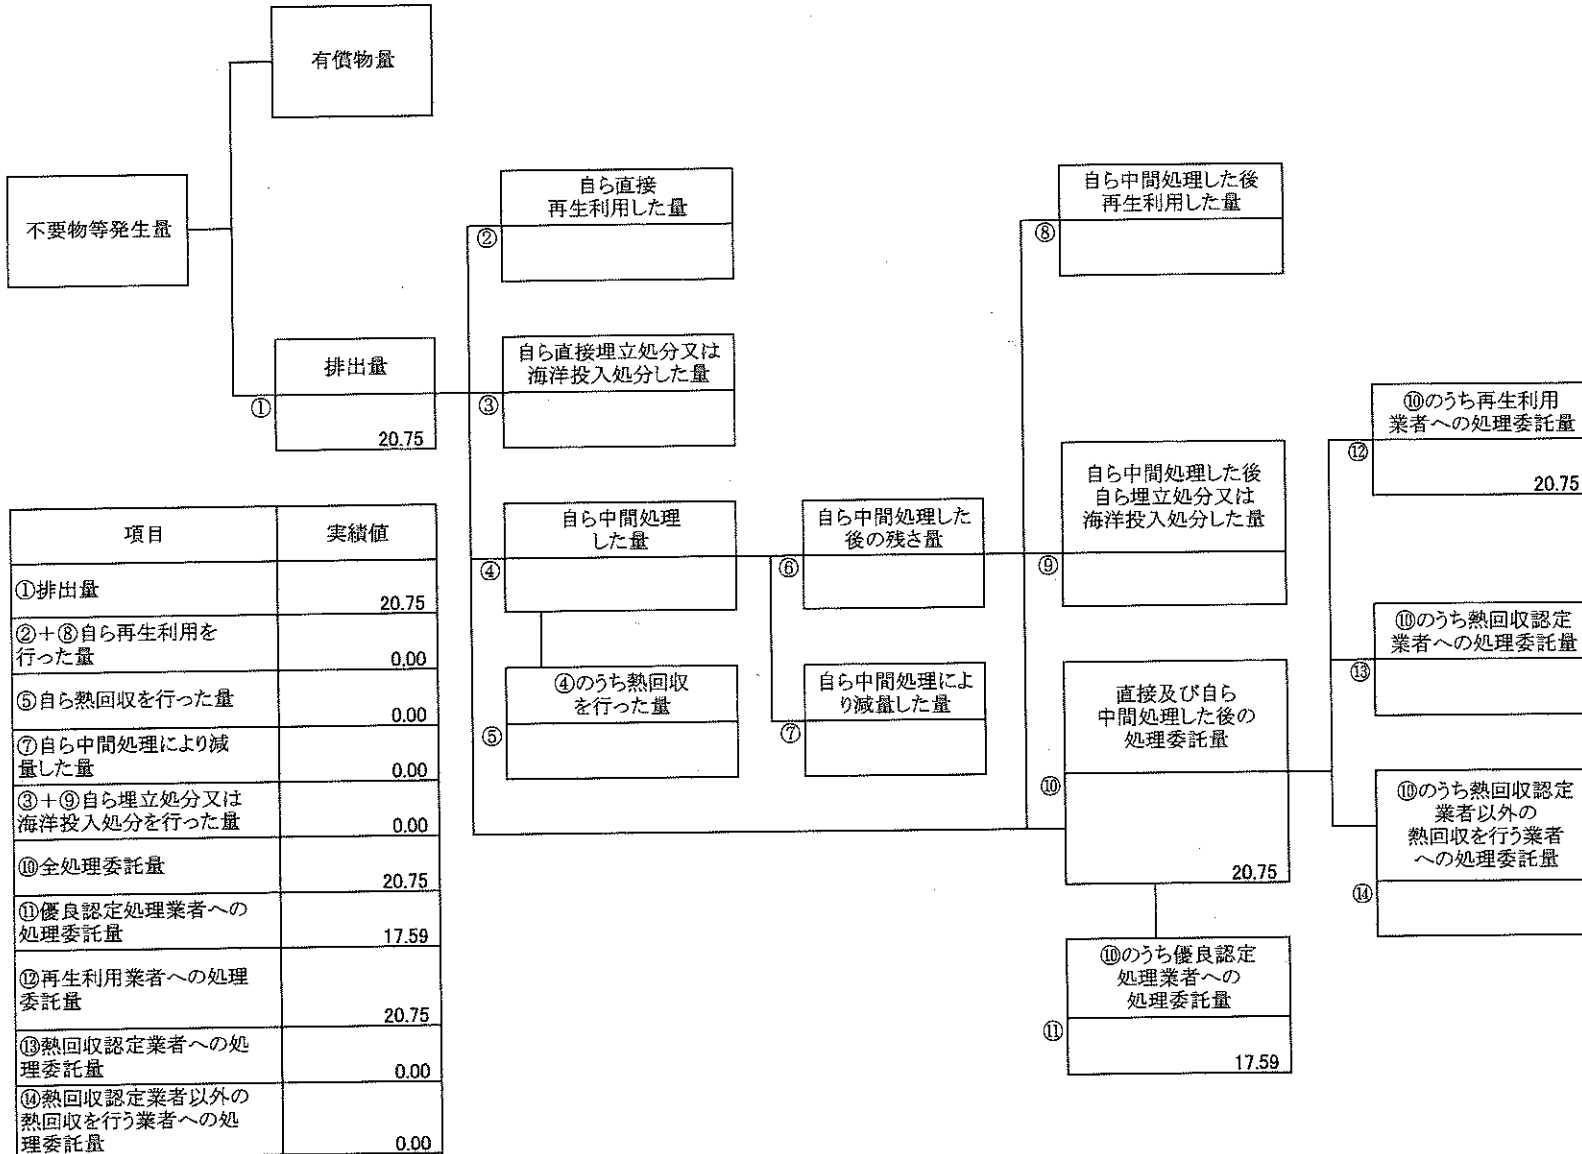 有償物量
不要物等発生量
排出量
①
20.75
自ら直接
再生利用した量
②
自ら直接埋立処分又は
海洋投入処分した量
③
自ら中間処理
した量
④
④のうち熱回収
を行った量
⑤
自ら中間処理した
後の残さ量
⑥
自ら中間処理によ
り減量した量
⑦
自ら中間処理した後
再生利用した量
⑧
自ら中間処理した後
自ら埋立処分又は
海洋投入処分した量
⑨
直接及び自ら
中間処理した後の
処理委託量
⑩
20.75
⑩のうち優良認定
処理業者への
処理委託量
⑪
17.59
⑩のうち再生利用
業者への処理委託量
⑫
20.75
⑩のうち熱回収認定
業者への処理委託量
⑬
⑩のうち熱回収認定
業者以外の
熱回収を行う業者
への処理委託量
⑭
項目 実績値
①排出量 20.75
②+⑧自ら再生利用を
行った量 0.00
⑤自ら熱回収を行った量 0.00
⑦自ら中間処理により減
量した量 0.00
③+⑨自ら埋立処分又は
海洋投入処分を行った量 0.00
⑩全処理委託量 20.75
⑪優良認定処理業者への
処理委託量 17.59
⑫再生利用業者への処理
委託量 20.75
⑬熱回収認定業者への処
理委託量 0.00
⑭熱回収認定業者以外の
熱回収を行う業者への処
理委託量 0.00